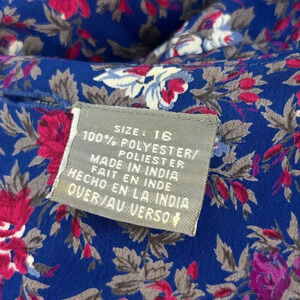 SIZE: 16
100% POLYESTER/
POLIESTER
MADE IN INDIA
FAIT EN INDE
HECHO EN LA INDIA
OVER/AU VERSO